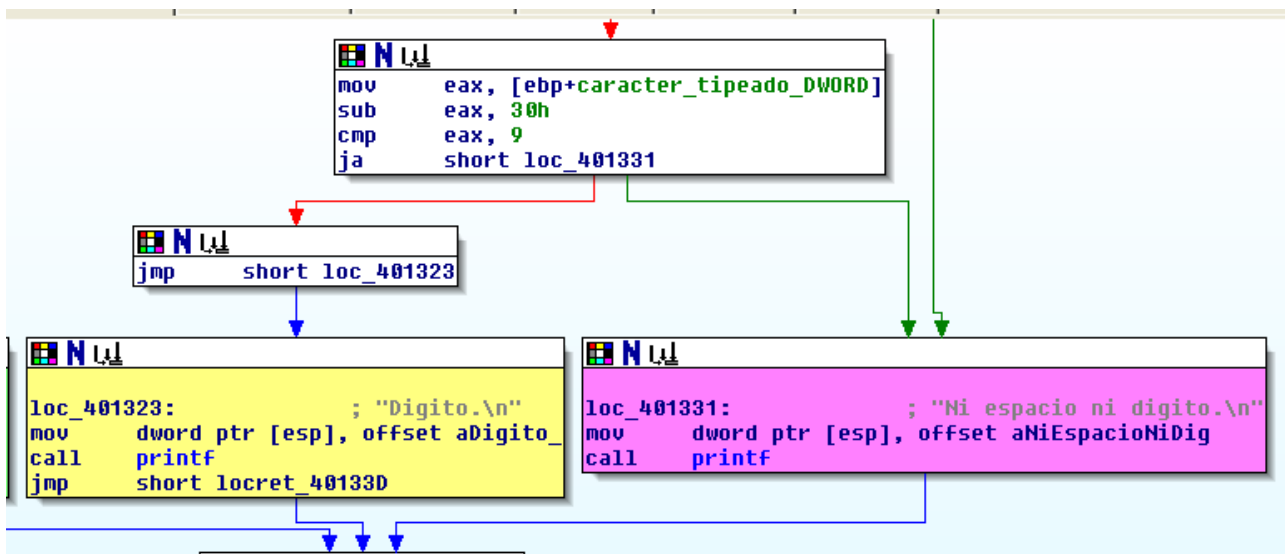 N
mov eax, [ebp+caracter_tipeado_DWORD]
sub eax, 30h
cmp eax, 9
ja short loc_401331
N
jmp short loc_401323
N
loc_401323: ; "Digito.\n"
mov dword ptr [esp], offset aDigito_
call printf
jmp short locret_40133D
N
loc_401331: ; "Ni espacio ni digito.\n"
mov dword ptr [esp], offset aNiEspacioNiDig
call printf